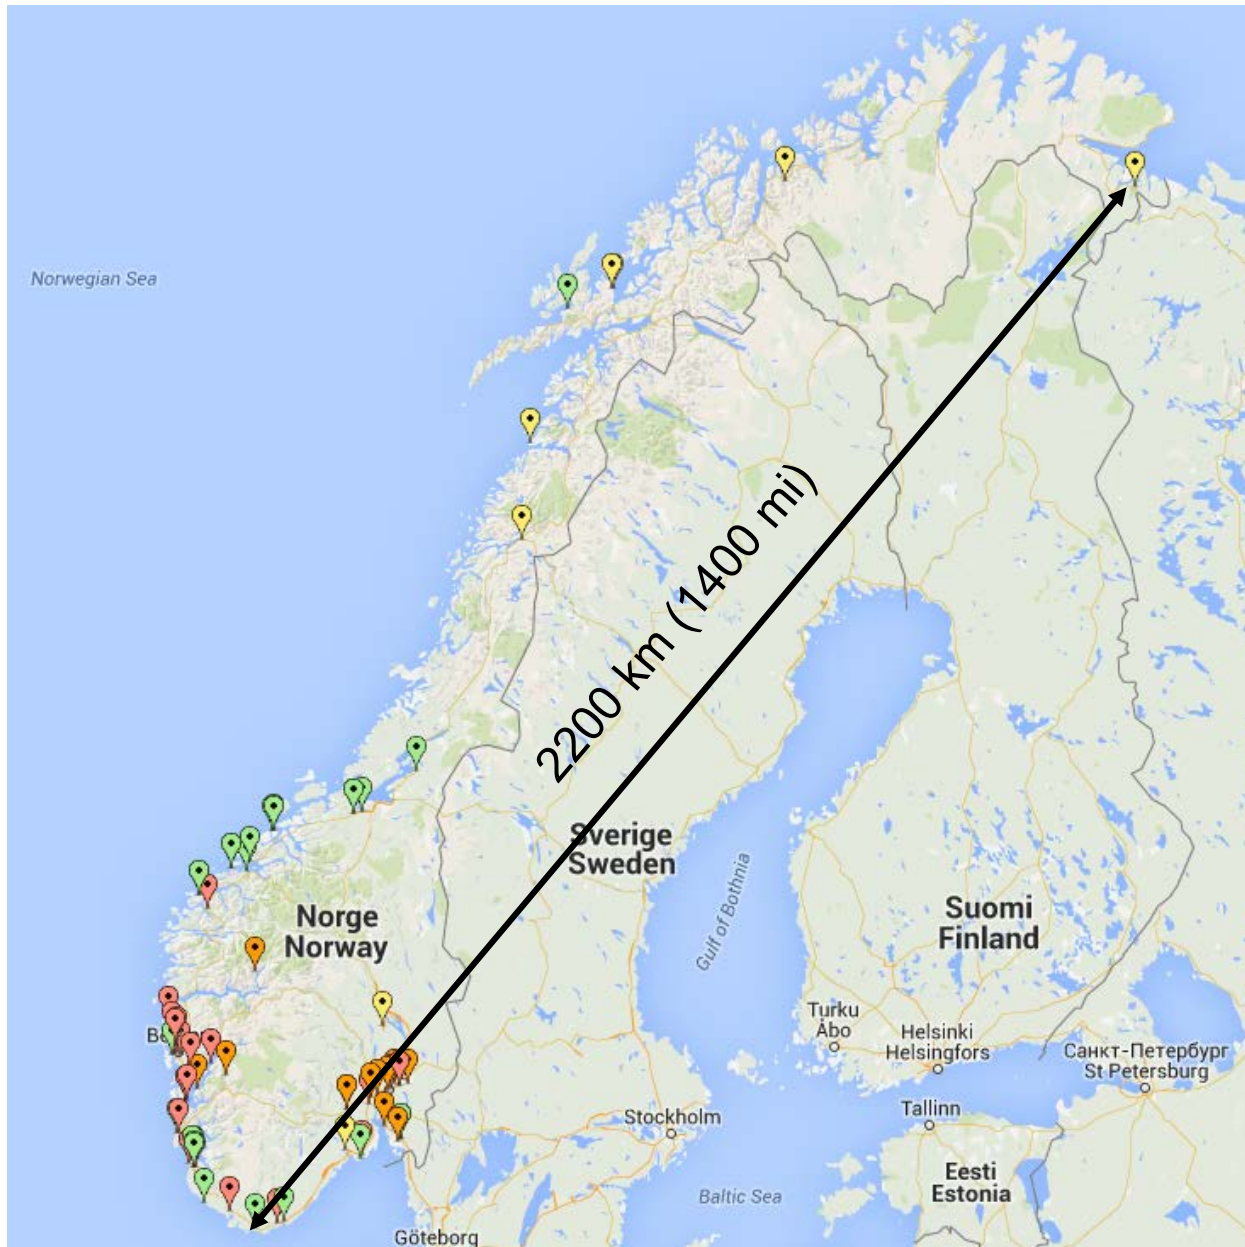 Norwegian Sea
2200 km (1400 mi)
Sverige
Sweden
Gulf of Bothnia
Norge
Norway
Suomi
Finland
Turku
Åbo
Helsinki
Helsingfors
Санкт-Петербург
St Petersburg
Stockholm
Tallinn
Eesti
Estonia
Baltic Sea
Göteborg